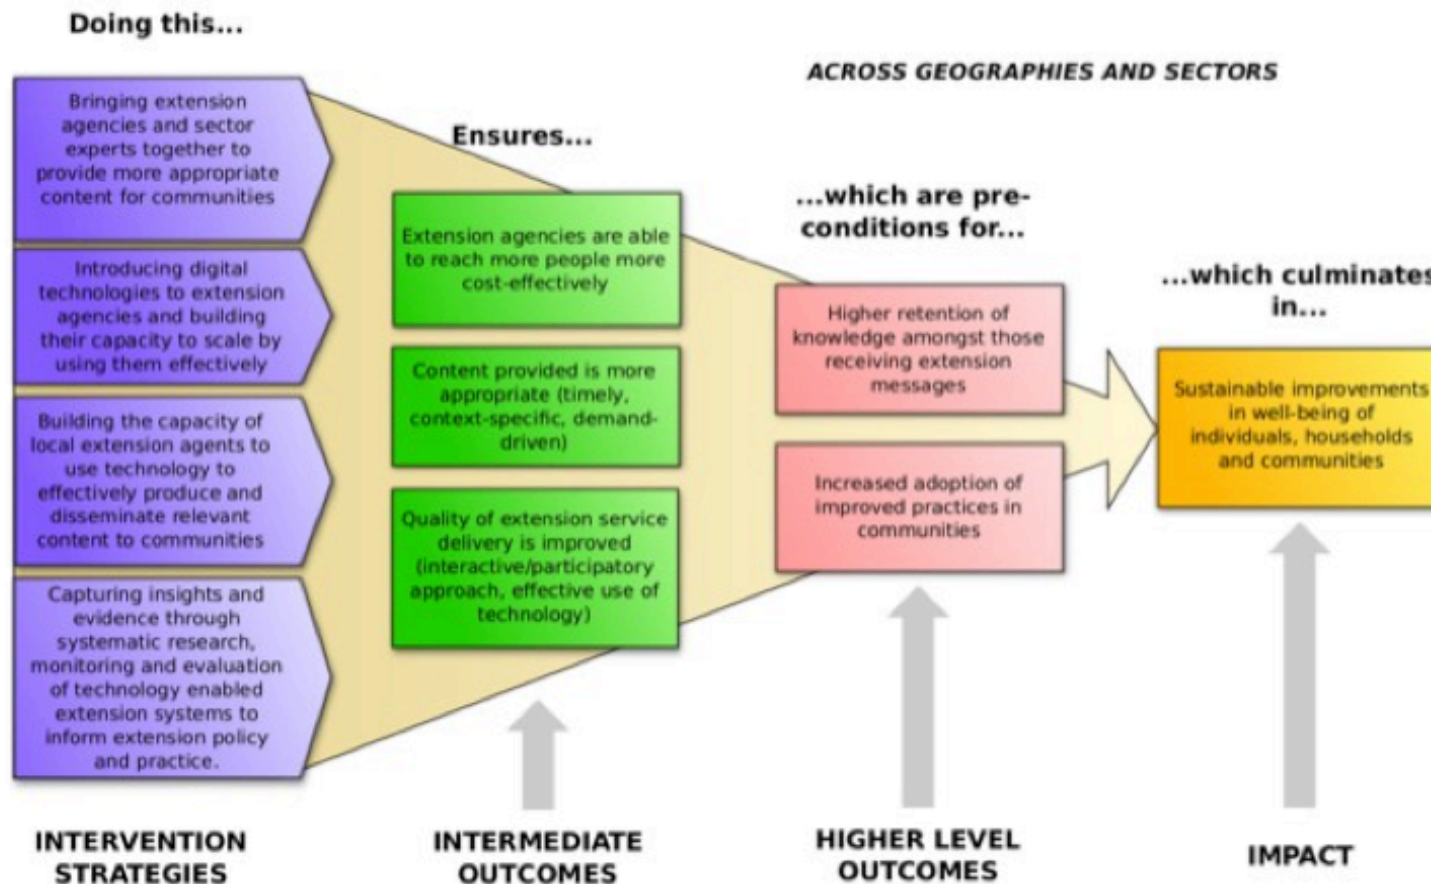 Doing this...
ACROSS GEOGRAPHIES AND SECTORS
Bringing extension
agencies and sector
experts together to
provide more appropriate
content for communities
Introducing digital
technologies to extension
agencies and building
their capacity to scale by
using them effectively
Building the capacity of
local extension agents to
use technology to
effectively produce and
disseminate relevant
content to communities
Capturing insights and
evidence through
systematic research,
monitoring and evaluation
of technology enabled
extension systems to
inform extension policy
and practice.
Ensures...
Extension agencies are able
to reach more people more
cost-effectively
Content provided is more
appropriate (timely,
context-specific, demand-
driven)
Quality of extension service
delivery is improved
(interactive/participatory
approach, effective use of
technology)
...which are pre-
conditions for...
Higher retention of
knowledge amongst those
receiving extension
messages
Increased adoption of
improved practices in
communities
...which culminates
in...
Sustainable improvements
in well-being of
individuals, households
and communities
INTERVENTION
STRATEGIES
INTERMEDIATE
OUTCOMES
HIGHER LEVEL
OUTCOMES
IMPACT